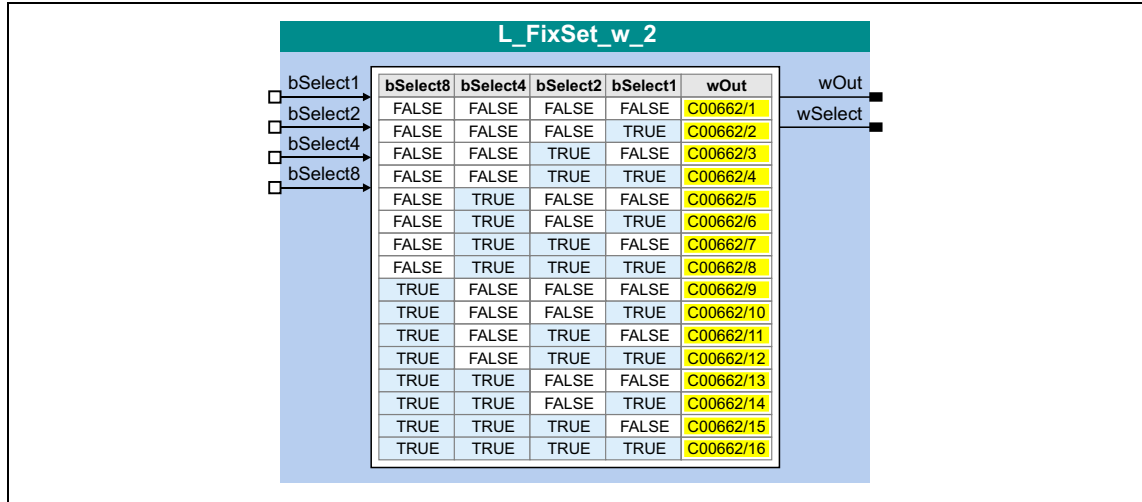 L_FixSet_w_2
bSelect1
bSelect2
bSelect4
bSelect8
bSelect8 bSelect4 bSelect2 bSelect1 wOut
FALSE FALSE FALSE FALSE C00662/1
FALSE FALSE FALSE TRUE C00662/2
FALSE FALSE TRUE FALSE C00662/3
FALSE FALSE TRUE TRUE C00662/4
FALSE TRUE FALSE FALSE C00662/5
FALSE TRUE FALSE TRUE C00662/6
FALSE TRUE TRUE FALSE C00662/7
FALSE TRUE TRUE TRUE C00662/8
TRUE FALSE FALSE FALSE C00662/9
TRUE FALSE FALSE TRUE C00662/10
TRUE FALSE TRUE FALSE C00662/11
TRUE FALSE TRUE TRUE C00662/12
TRUE TRUE FALSE FALSE C00662/13
TRUE TRUE FALSE TRUE C00662/14
TRUE TRUE TRUE FALSE C00662/15
TRUE TRUE TRUE TRUE C00662/16
wOut
wSelect